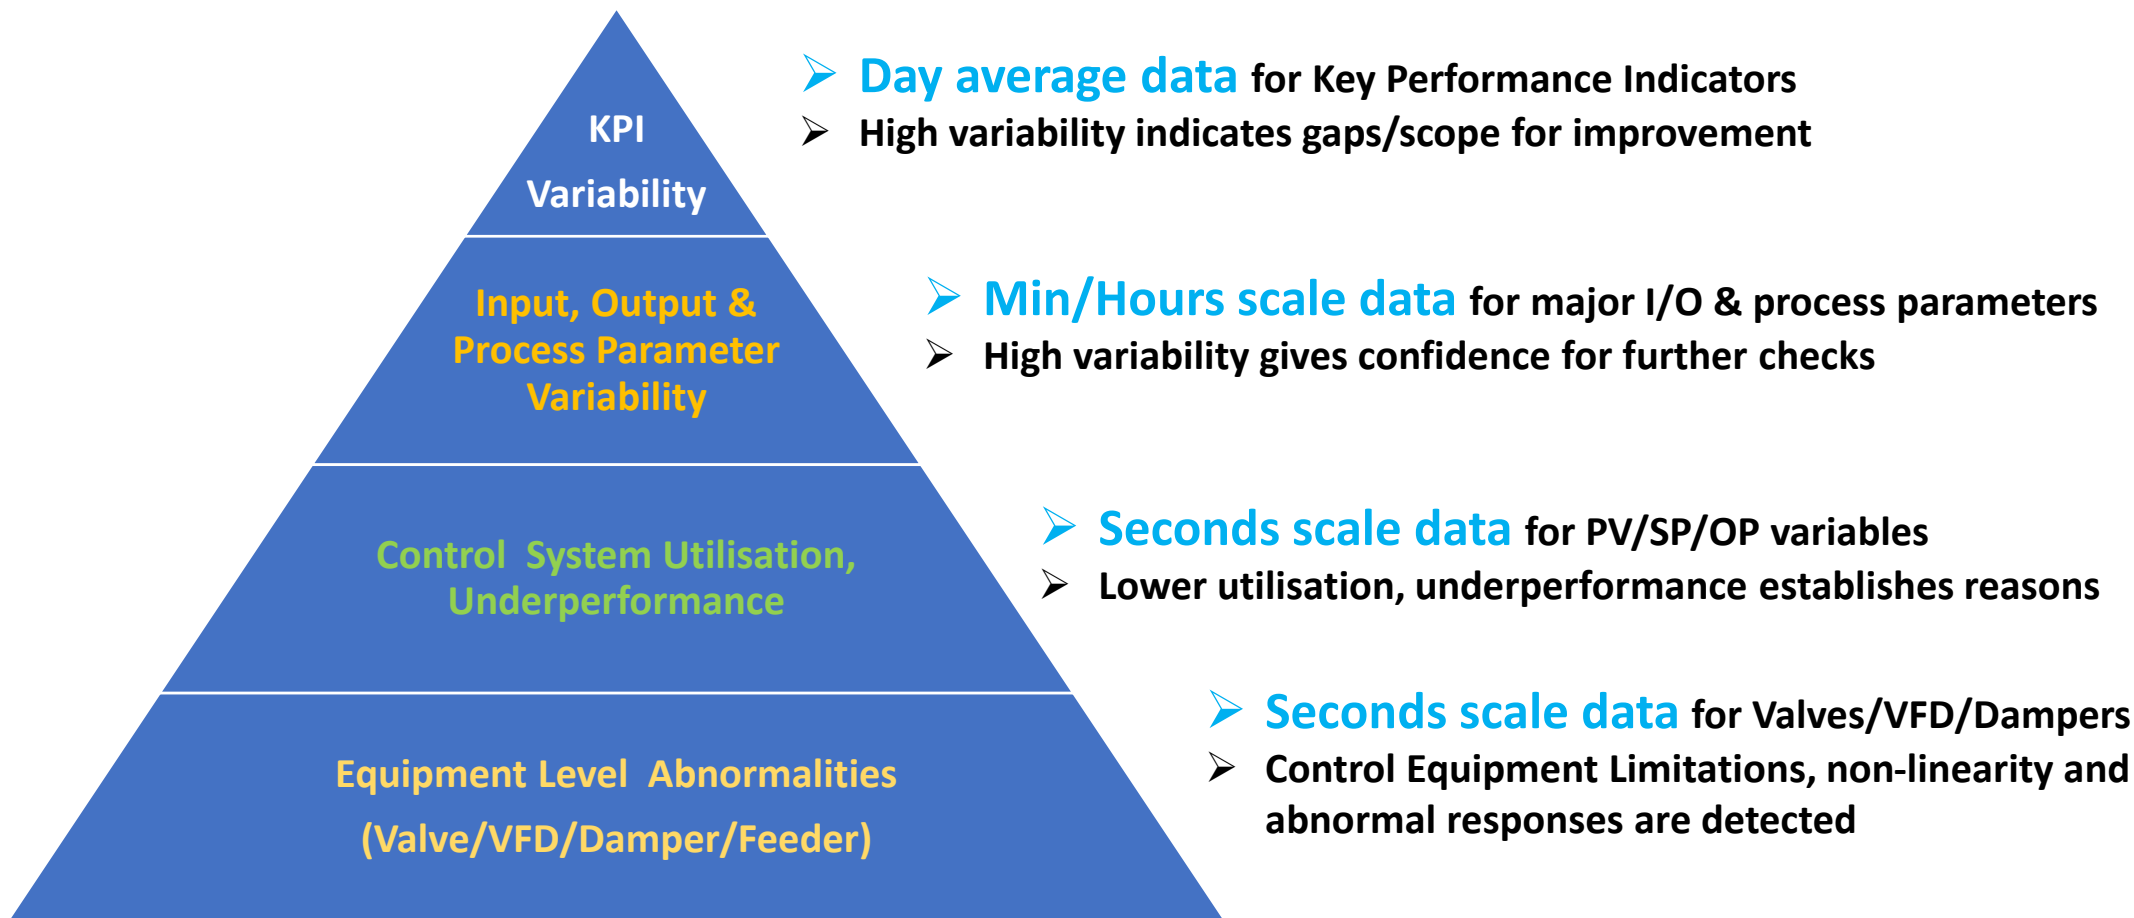 KPI
Variability
Day average data for Key Performance Indicators
High variability indicates gaps/scope for improvement
Input, Output &
Process Parameter
Variability
Min/Hours scale data for major I/O & process parameters
High variability gives confidence for further checks
Control System Utilisation,
Underperformance
Seconds scale data for PV/SP/OP variables
Lower utilisation, underperformance establishes reasons
Equipment Level Abnormalities
(Valve/VFD/Damper/Feeder)
Seconds scale data for Valves/VFD/Dampers
Control Equipment Limitations, non-linearity and
abnormal responses are detected